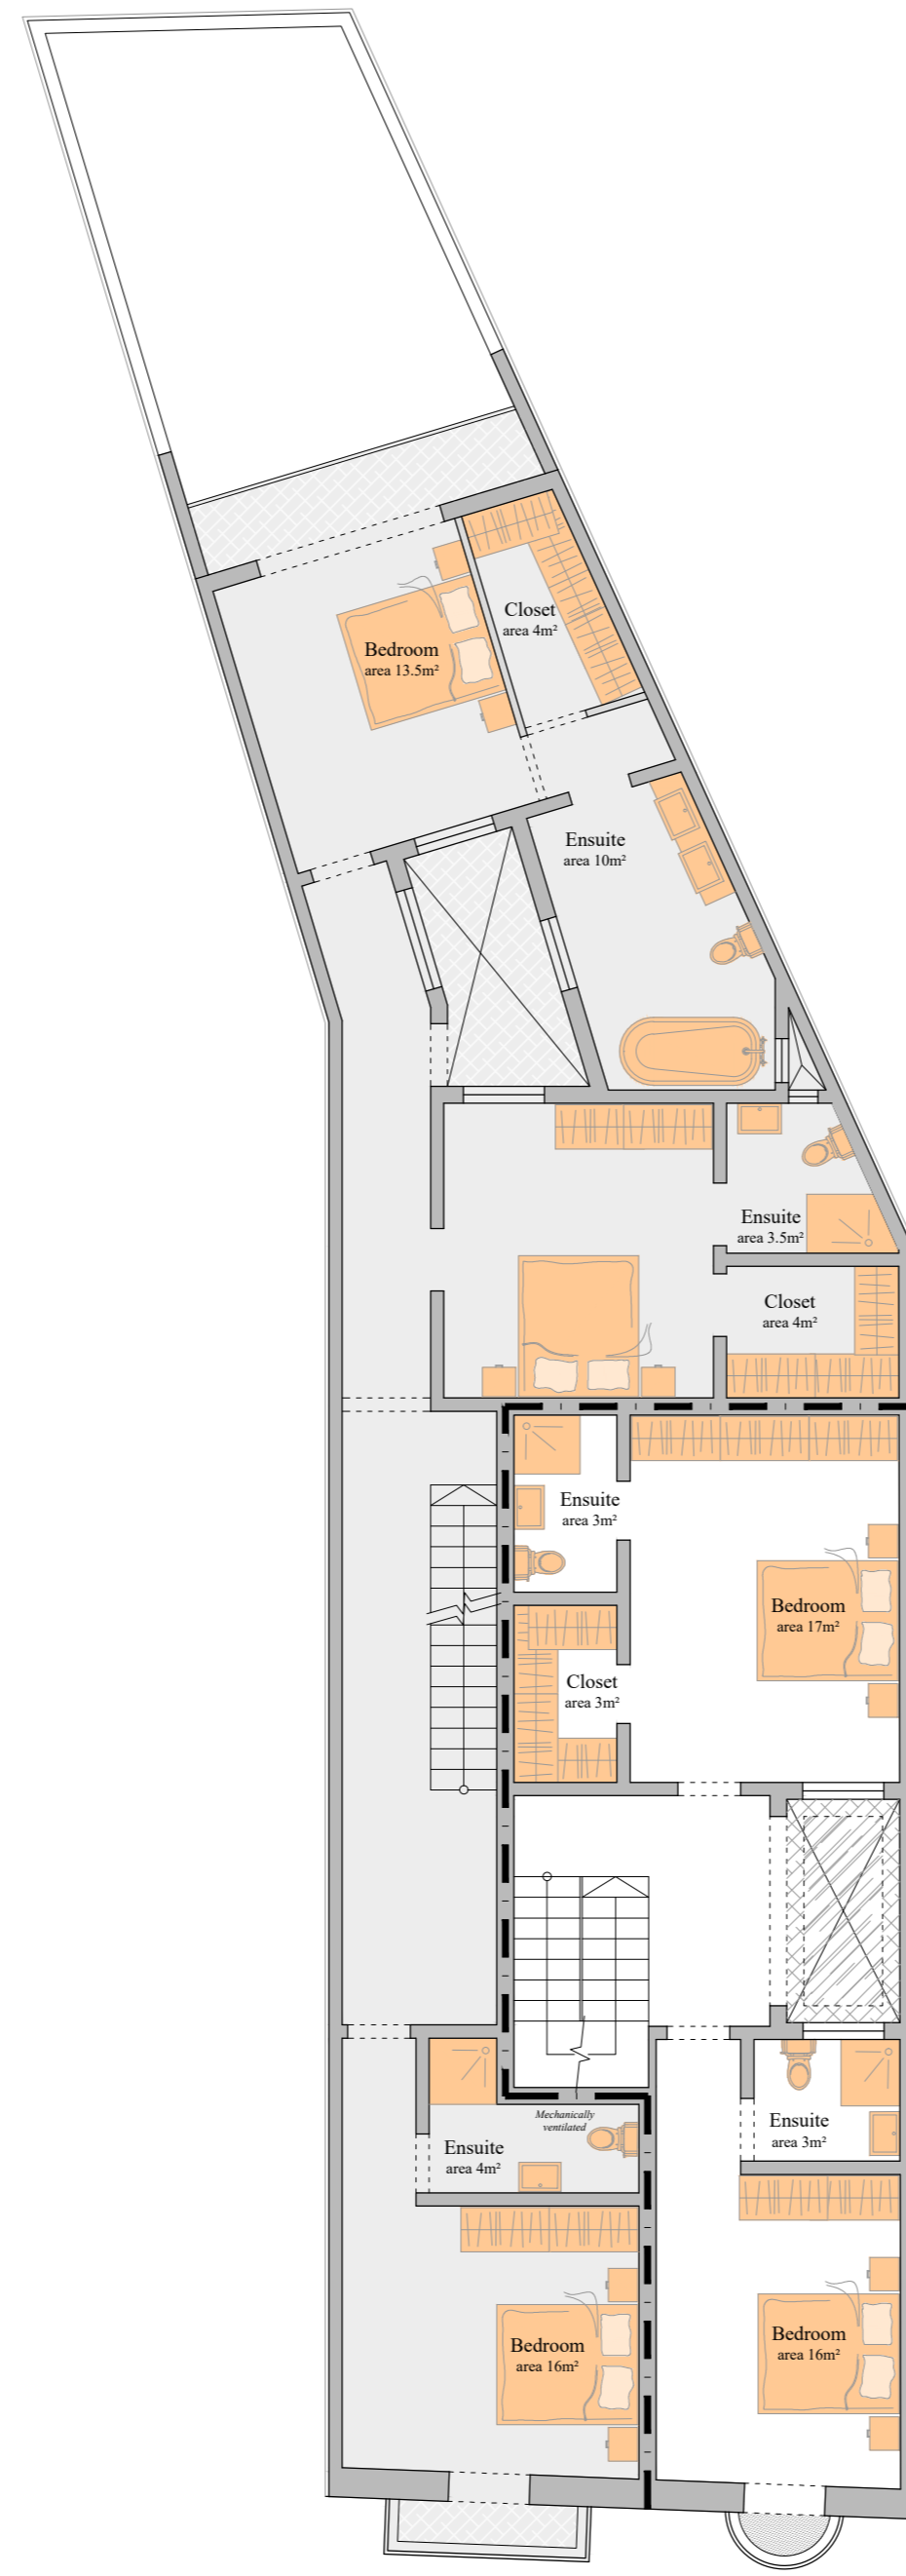 Closet
area 4m²
Bedroom
area 13.5m²
Ensuite
area 10m²
Ensuite
area 3.5m²
Closet
area 4m²
Ensuite
area 3m²
Bedroom
area 17m²
Closet
area 3m²
Mechanically
ventilated
Ensuite
area 3m²
Ensuite
area 4m²
Bedroom
area 16m²
Bedroom
area 16m²